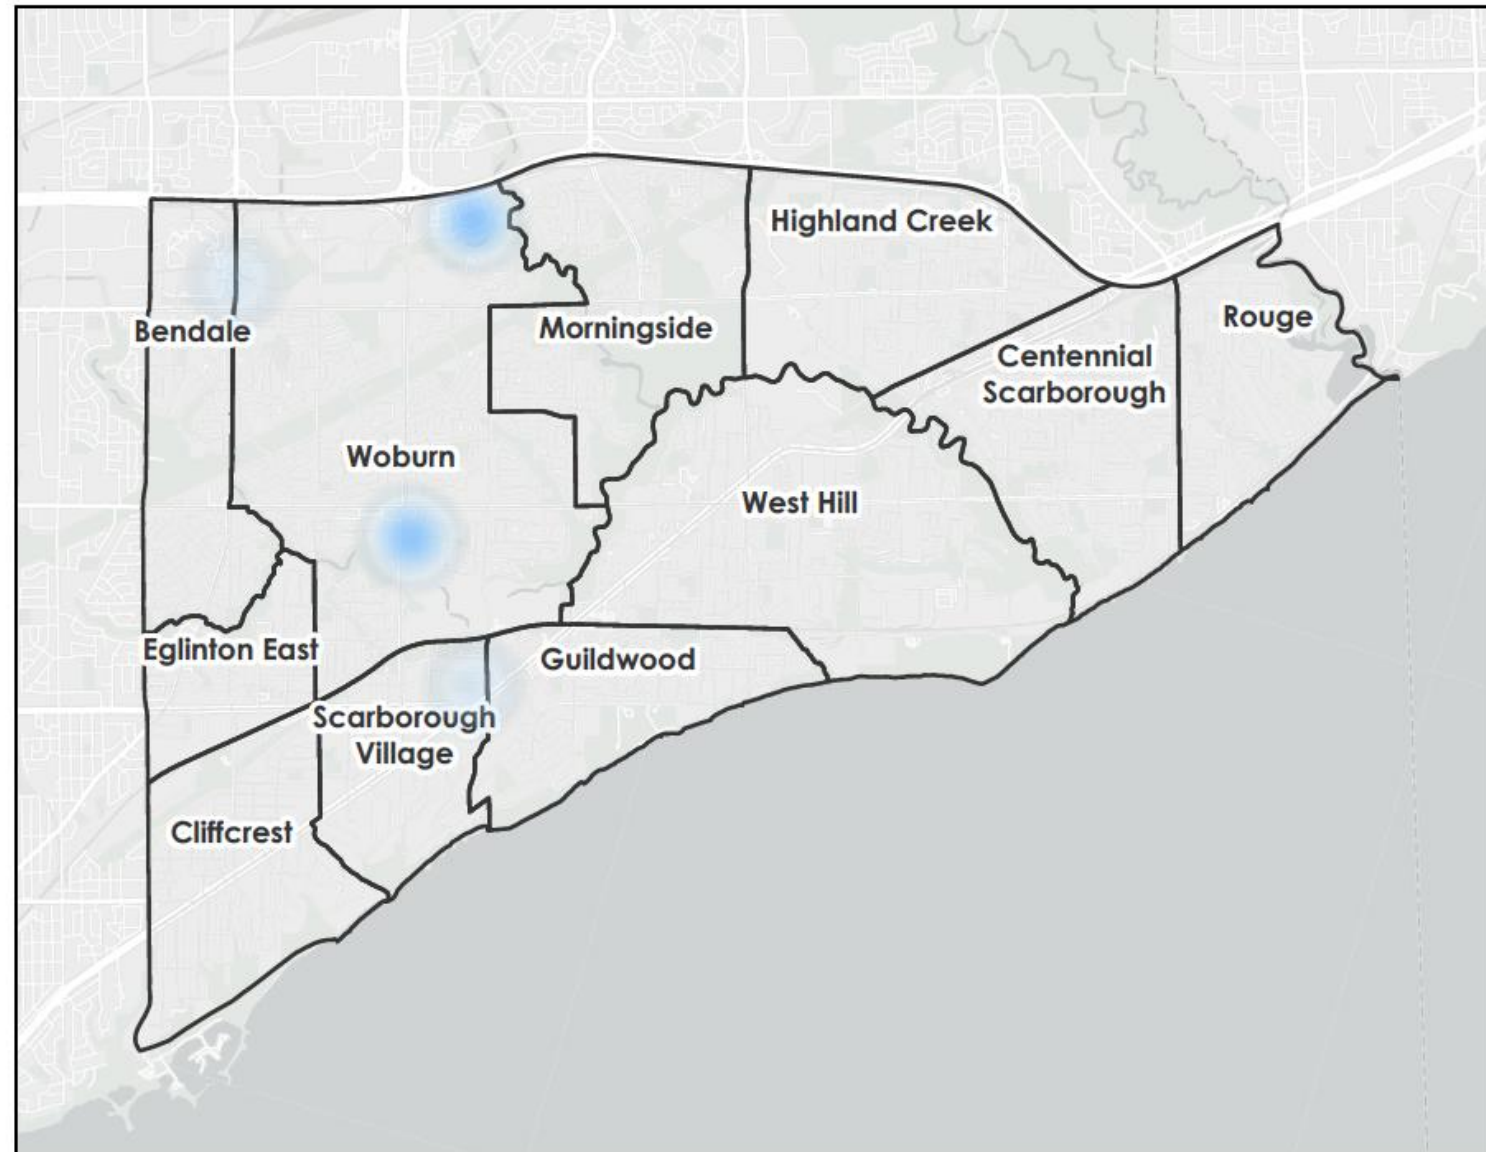 Highland Creek
Rouge
Bendale
Morningside
Centennial
Scarborough
Woburn
West Hill
Eglinton East
Guildwood
Scarborough
Village
Cliffcrest